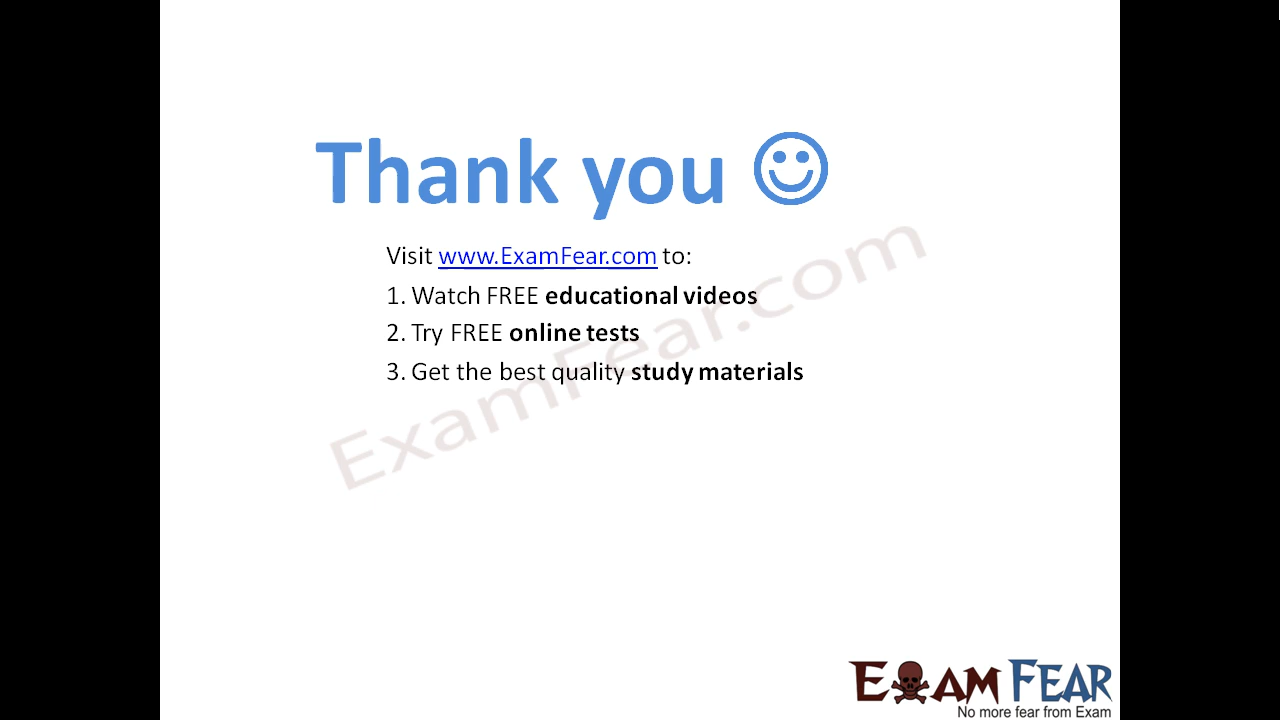 Thank you
Visit www.ExamFear.com to:
1. Watch FREE educational videos
2. Try FREE online tests
3. Get the best quality study materials
ExamFear.com
EXAM FEAR
No more fear from Exam